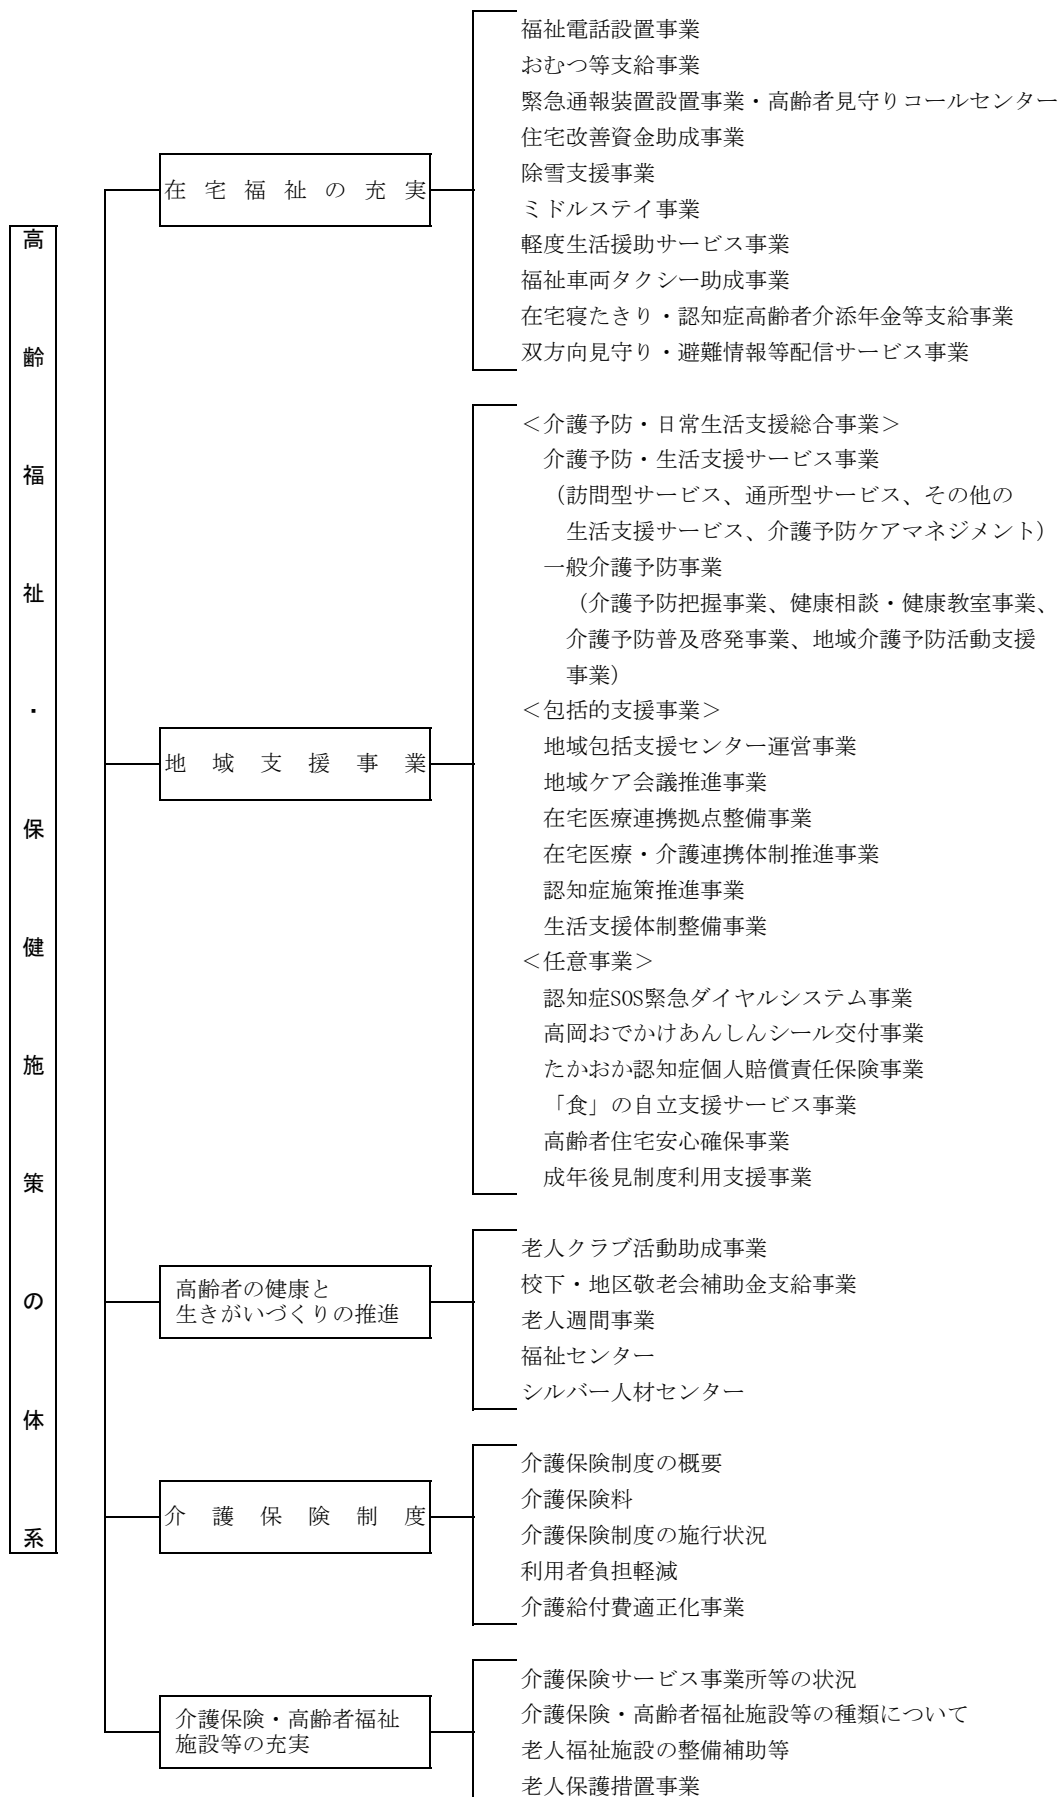 高齢福祉・保健施策の体系
在宅福祉の充実
福祉電話設置事業
おむつ等支給事業
緊急通報装置設置事業・高齢者見守りコールセンター
住宅改善資金助成事業
除雪支援事業
ミドルステイ事業
軽度生活援助サービス事業
福祉車両タクシー助成事業
在宅寝たきり・認知症高齢者介添年金等支給事業
双方向見守り・避難情報等配信サービス事業
地域支援事業
<介護予防・日常生活支援総合事業>
介護予防・生活支援サービス事業
（訪問型サービス、通所型サービス、その他の
生活支援サービス、介護予防ケアマネジメント）
一般介護予防事業
（介護予防把握事業、健康相談・健康教室事業、
介護予防普及啓発事業、地域介護予防活動支援
事業）
<包括的支援事業>
地域包括支援センター運営事業
地域ケア会議推進事業
在宅医療連携拠点整備事業
在宅医療・介護連携体制推進事業
認知症施策推進事業
生活支援体制整備事業
<任意事業>
認知症SOS緊急ダイヤルシステム事業
高岡おでかけあんしんシール交付事業
たかおか認知症個人賠償責任保険事業
「食」の自立支援サービス事業
高齢者住宅安心確保事業
成年後見制度利用支援事業
高齢者の健康と
生きがいづくりの推進
老人クラブ活動助成事業
校下・地区敬老会補助金支給事業
老人週間事業
福祉センター
シルバー人材センター
介護保険制度
介護保険制度の概要
介護保険料
介護保険制度の施行状況
利用者負担軽減
介護給付費適正化事業
介護保険・高齢者福祉
施設等の充実
介護保険サービス事業所等の状況
介護保険・高齢者福祉施設等の種類について
老人福祉施設の整備補助等
老人保護措置事業